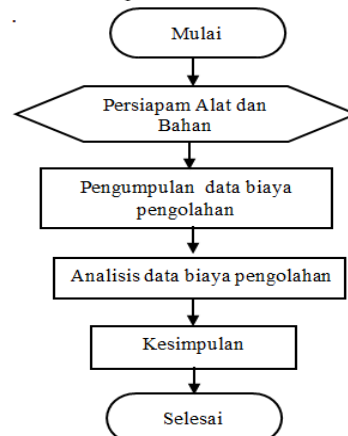 Mulai
Persiapam Alat dan
Bahan
Pengumpulan data biaya
pengolahan
Analisis data biaya pengolahan
Kesimpulan
Selesai